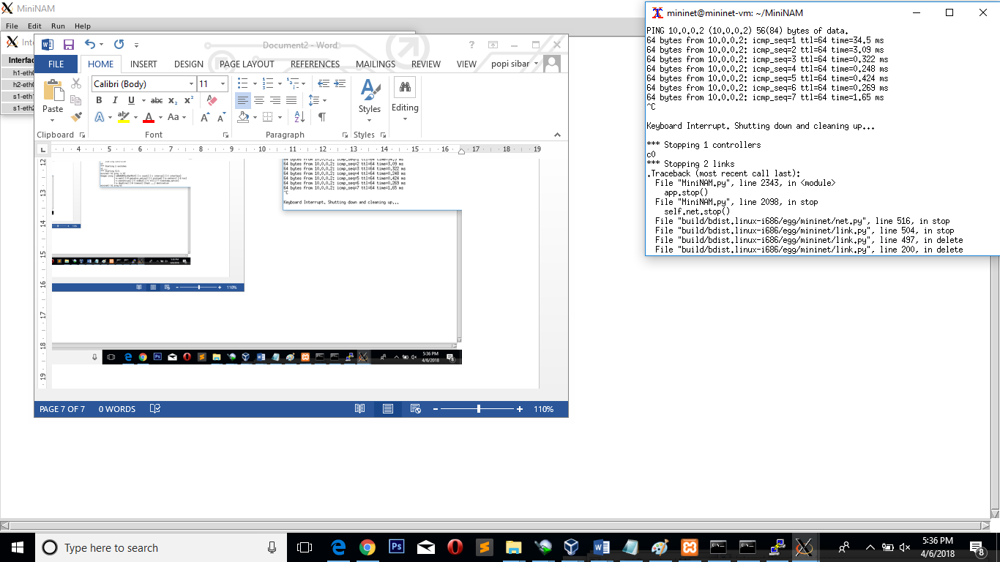 MiniNAM
File Edit Run Help
Interfac
h1-eth0
h2-eth0
s1-eth1
s1-eth2
Document2 - Word
FILE HOME INSERT DESIGN PAGE LAYOUT REFERENCES MAILINGS REVIEW VIEW popi sibar
Paste
Calibri (Body) 11
Styles
Editing
Clipboard Font Paragraph Styles
4 5 6 7 8 9 10 11 12 13 14 15 16 17 18 19
12
13
14
15
16
17
18
19
64 bytes from 10.0.0.2: icmp_seq=2 ttl=64 time=3.09 ms
64 bytes from 10.0.0.2: icmp_seq=3 ttl=64 time=0.322 ms
64 bytes from 10.0.0.2: icmp_seq=4 ttl=64 time=0.248 ms
64 bytes from 10.0.0.2: icmp_seq=5 ttl=64 time=0.424 ms
64 bytes from 10.0.0.2: icmp_seq=6 ttl=64 time=0.269 ms
64 bytes from 10.0.0.2: icmp_seq=7 ttl=64 time=1.65 ms
^C
Keyboard Interrupt. Shutting down and cleaning up...
110%
5:36 PM
4/6/2018
PAGE 7 OF 7 0 WORDS 110%
mininet@mininet-vm: ~/MiniNAM
PING 10.0.0.2 (10.0.0.2) 56(84) bytes of data.
64 bytes from 10.0.0.2: icmp_seq=1 ttl=64 time=34.5 ms
64 bytes from 10.0.0.2: icmp_seq=2 ttl=64 time=3.09 ms
64 bytes from 10.0.0.2: icmp_seq=3 ttl=64 time=0.322 ms
64 bytes from 10.0.0.2: icmp_seq=4 ttl=64 time=0.248 ms
64 bytes from 10.0.0.2: icmp_seq=5 ttl=64 time=0.424 ms
64 bytes from 10.0.0.2: icmp_seq=6 ttl=64 time=0.269 ms
64 bytes from 10.0.0.2: icmp_seq=7 ttl=64 time=1.65 ms
^C
Keyboard Interrupt. Shutting down and cleaning up...
*** Stopping 1 controllers
c0
*** Stopping 2 links
.Traceback (most recent call last):
File "MiniNAM.py", line 2343, in <module>
app.stop()
File "MiniNAM.py", line 2098, in stop
self.net.stop()
File "build/bdist.linux-i686/egg/mininet/net.py", line 516, in stop
File "build/bdist.linux-i686/egg/mininet/link.py", line 504, in stop
File "build/bdist.linux-i686/egg/mininet/link.py", line 497, in delete
File "build/bdist.linux-i686/egg/mininet/link.py", line 200, in delete
Type here to search
5:36 PM
4/6/2018
8